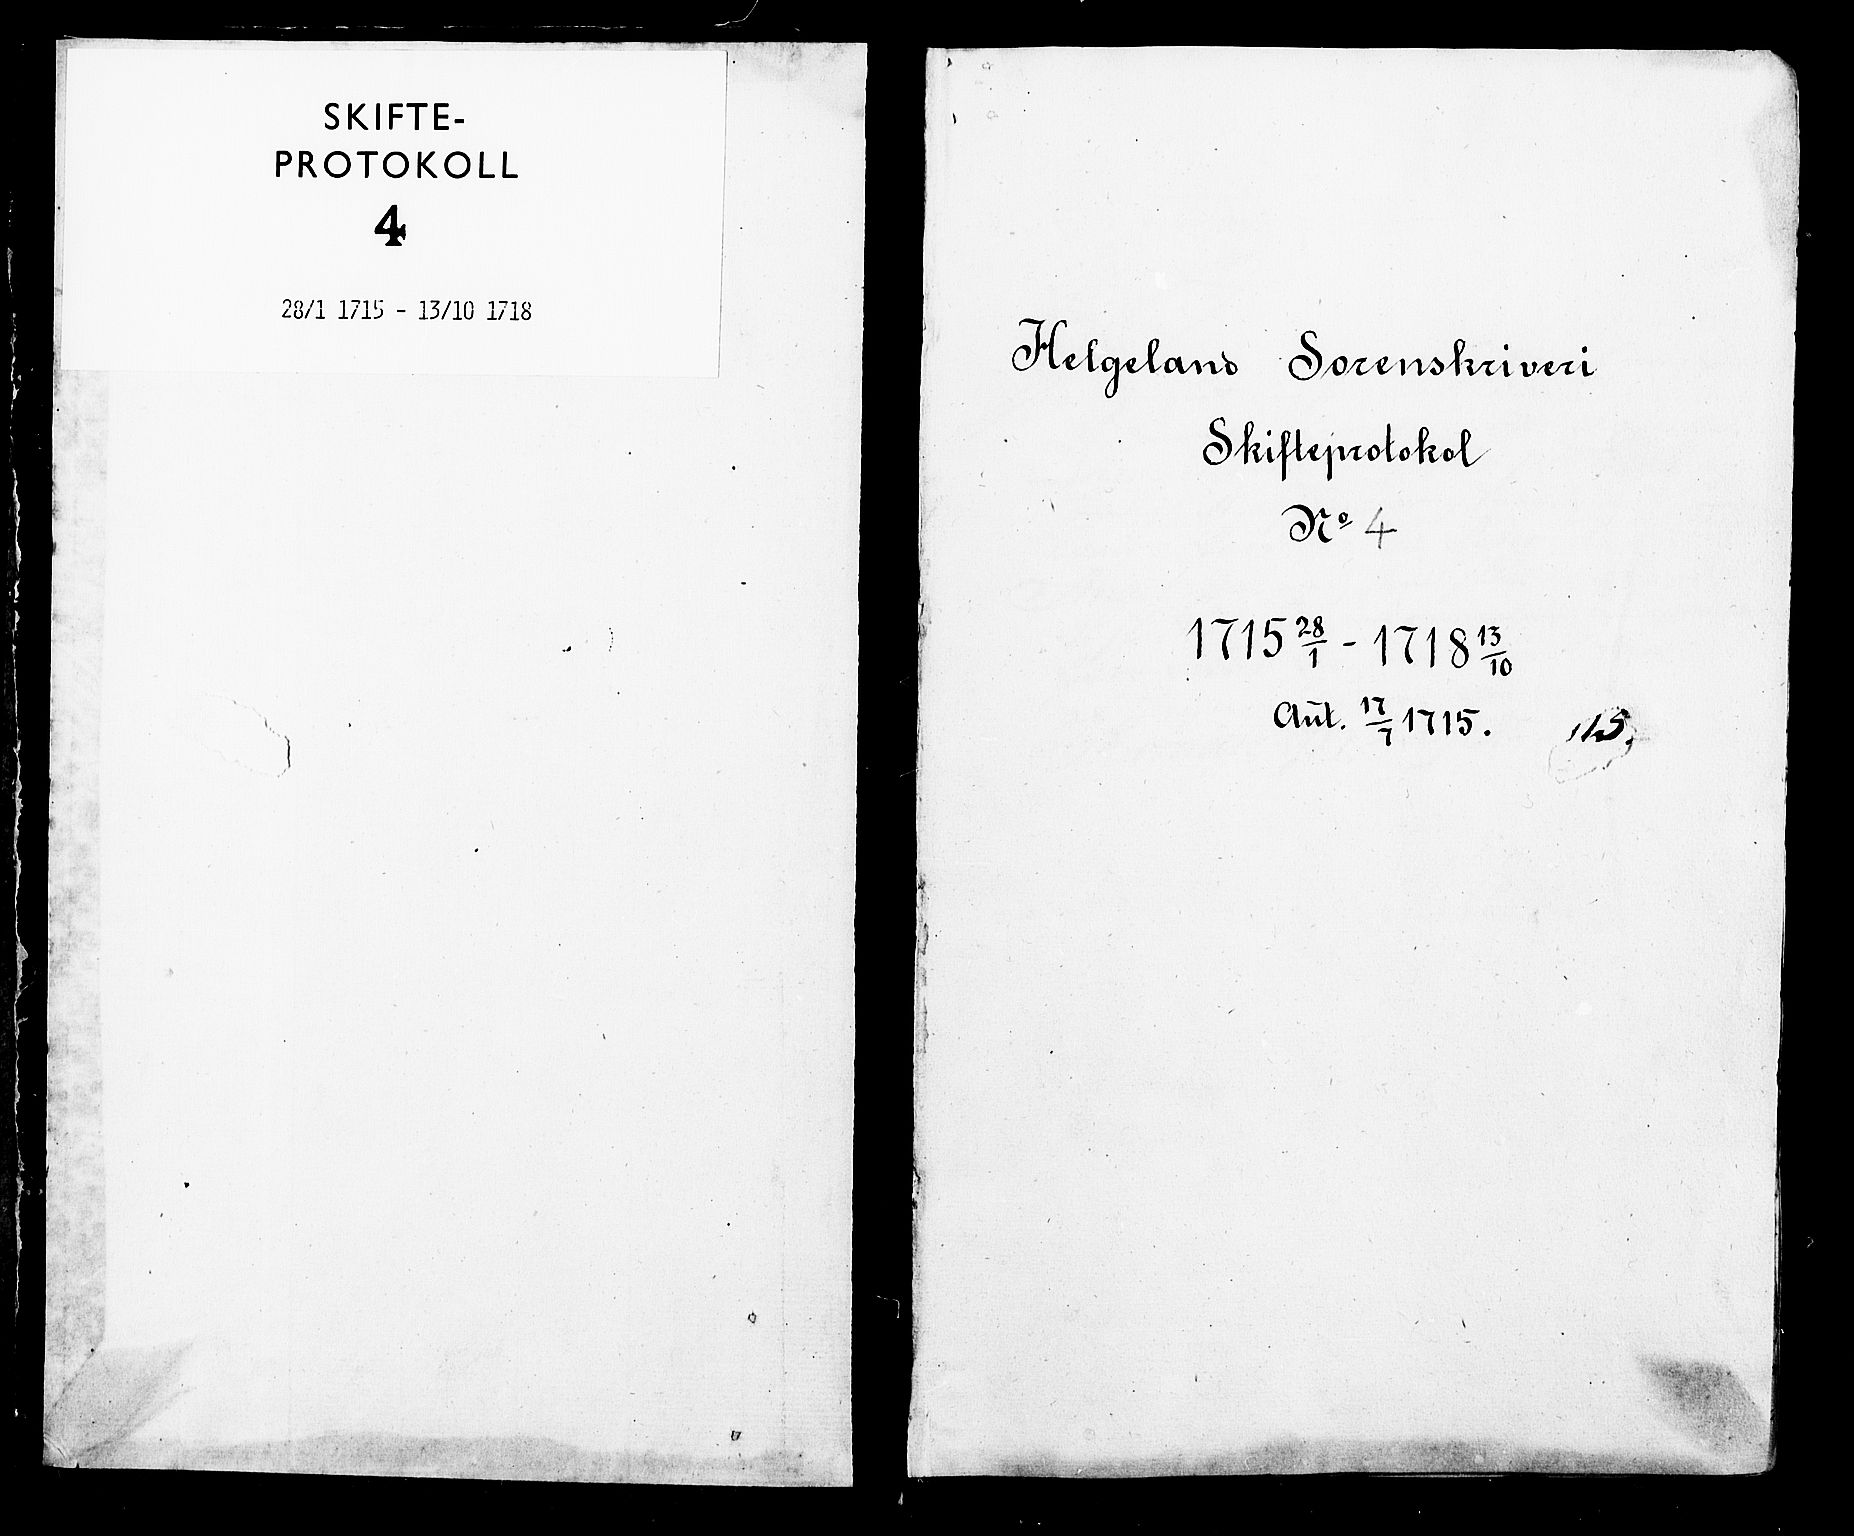 SKIFTE-
PROTOKOLL
4
28/1 1715 - 13/10 1718
Helgeland Sorenskriveri
Skifteprotokol
Nº 4
1715 28/1 - 1718 13/10
Aut. 17/7 1715.